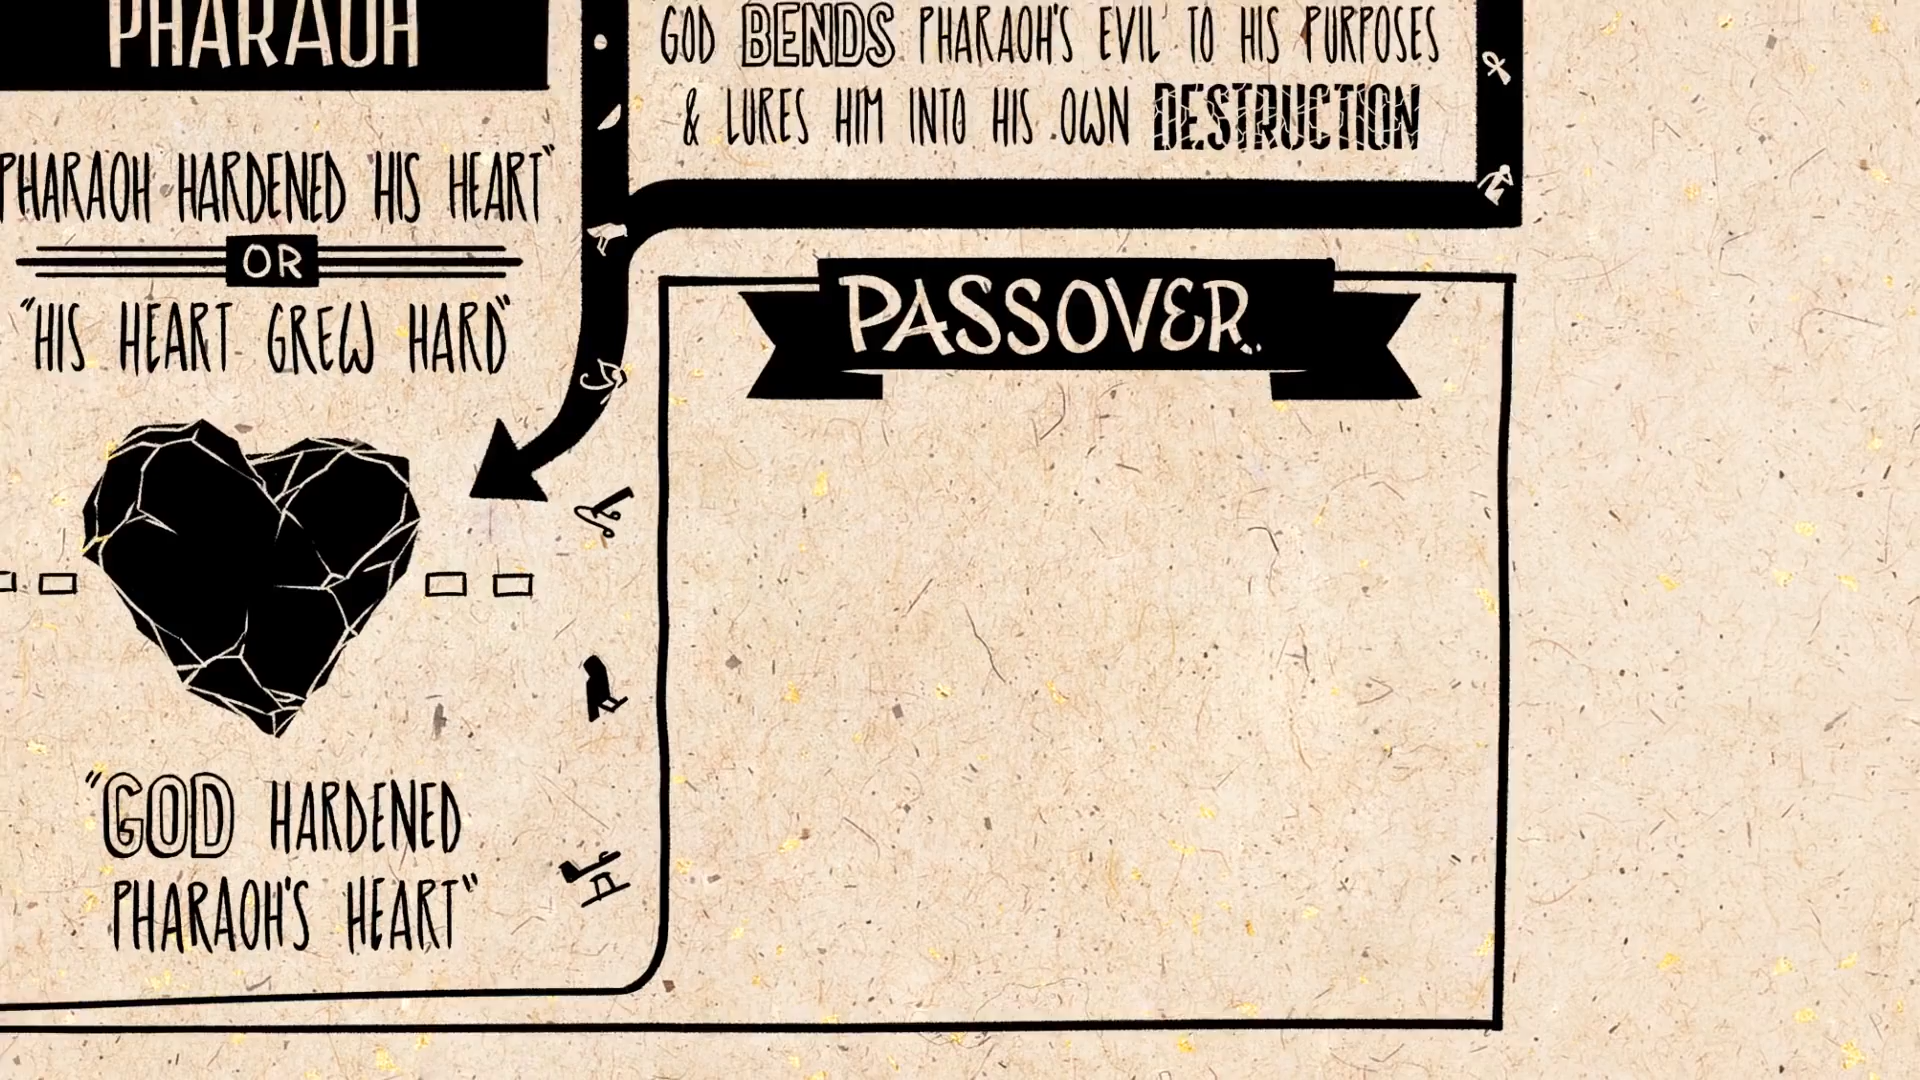 PHARAOH
PHARAOH HARDENED HIS HEART"
OR
"HIS HEART GREW HARD"
"GOD HARDENED
PHARAOH'S HEART"
GOD BENDS PHARAOH'S EVIL TO HIS PURPOSES
& LURES HIM INTO HIS OWN DESTRUCTION
PASSOVER